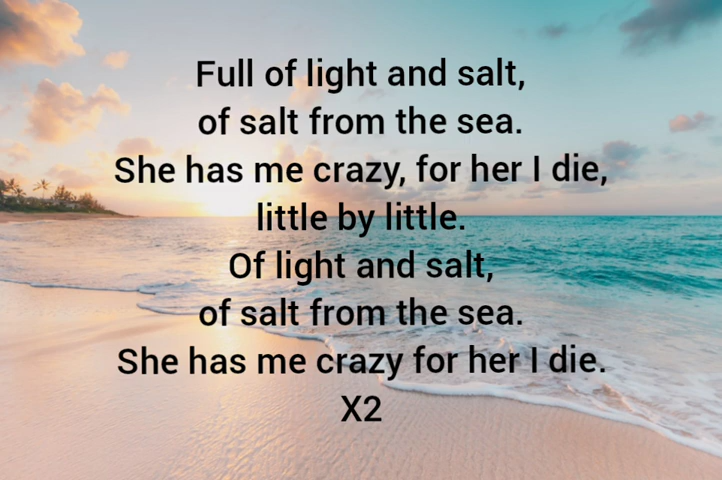 Full of light and salt,
of salt from the sea.
She has me crazy, for her I die,
little by little.
Of light and salt,
of salt from the sea.
She has me crazy for her I die.
X2